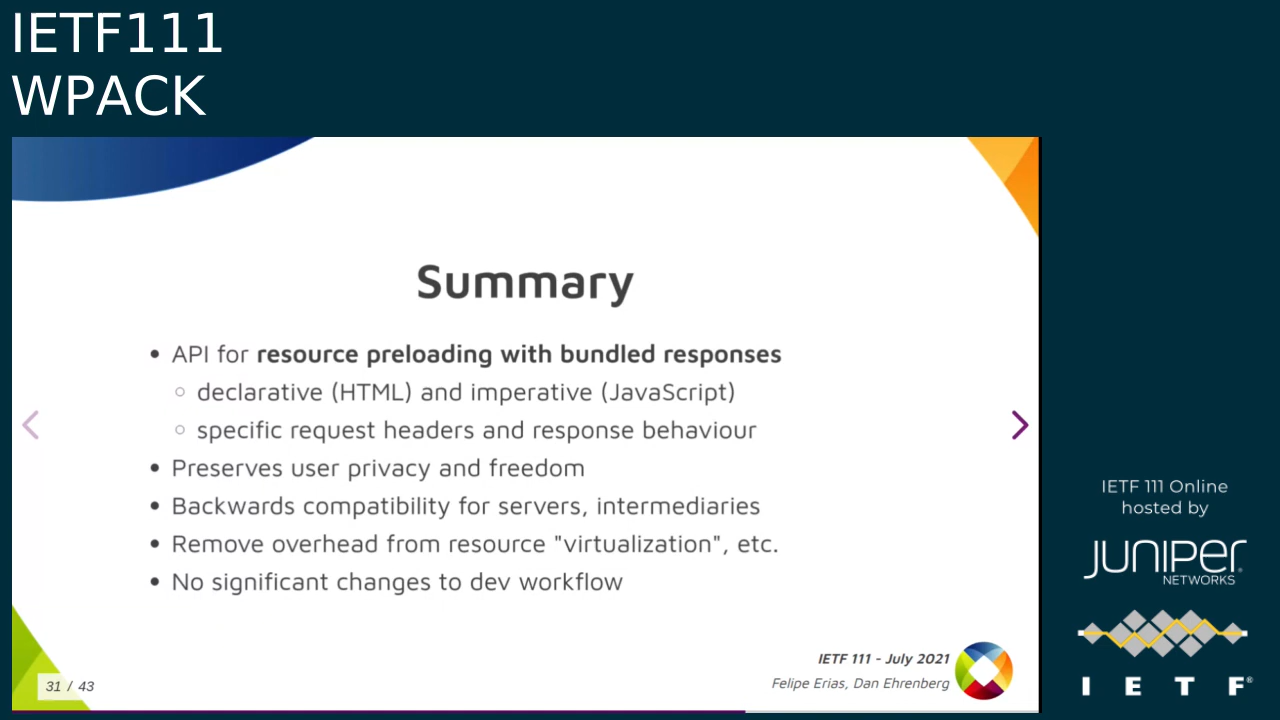 IETF111
WPACK
Summary
• API for resource preloading with bundled responses
○ declarative (HTML) and imperative (JavaScript)
○ specific request headers and response behaviour
• Preserves user privacy and freedom
• Backwards compatibility for servers, intermediaries
• Remove overhead from resource "virtualization", etc.
• No significant changes to dev workflow
IETF 111 - July 2021
Felipe Erias, Dan Ehrenberg
31 / 43
IETF 111 Online
hosted by
JUNIPER
NETWORKS
I E T F®